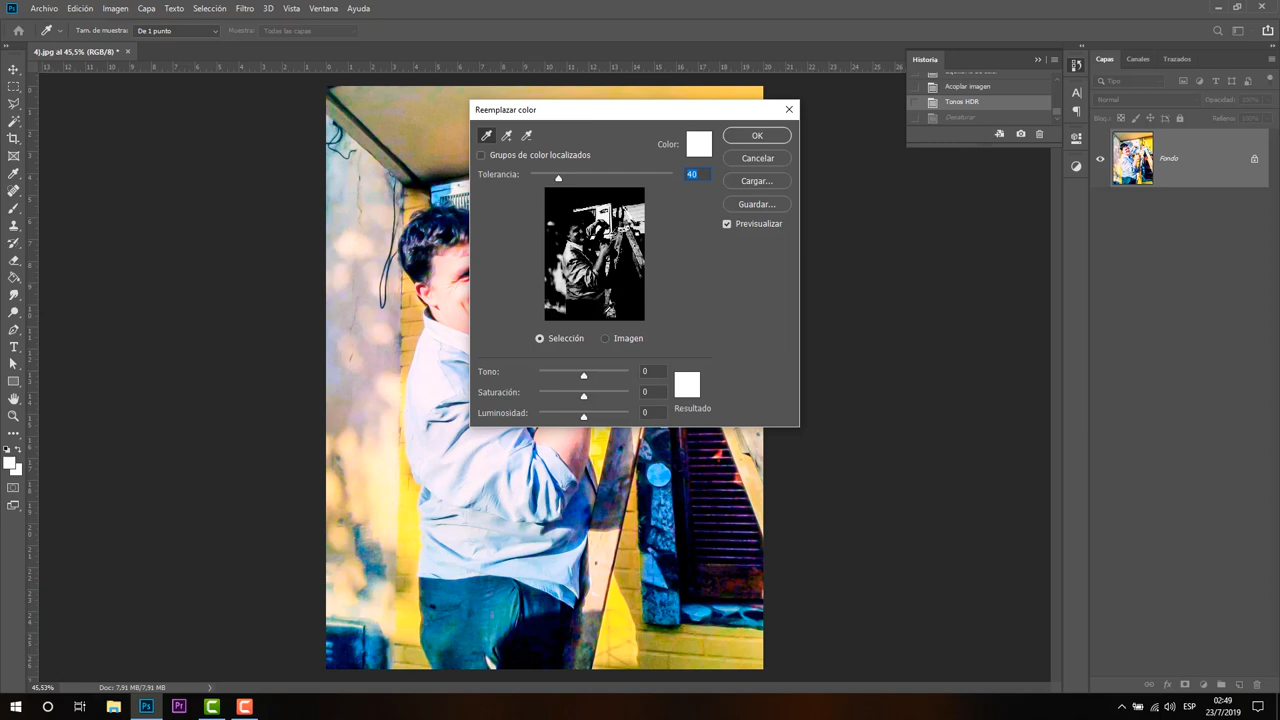 Ps Archivo Edición Imagen Capa Texto Selección Filtro 3D Vista Ventana Ayuda
Tam. de muestra: De 1 punto Muestra: Todas las capas
4).jpg al 45,5% (RGB/8) * ×
Historia
Acoplar imagen
Tonos HDR
Desaturar
Capas Canales Trazados
Tipo
Normal Opacidad: 100%
Bloq.: Relleno: 100%
Fondo
Reemplazar color
Grupos de color localizados
Color:
Tolerancia: 40
OK
Cancelar
Cargar...
Guardar...
Previsualizar
Selección Imagen
Tono: 0
Saturación: 0
Luminosidad: 0
Resultado
45,53% Doc: 7,91 MB/7,91 MB
Ps Pr C C
ESP
02:49
23/7/2019